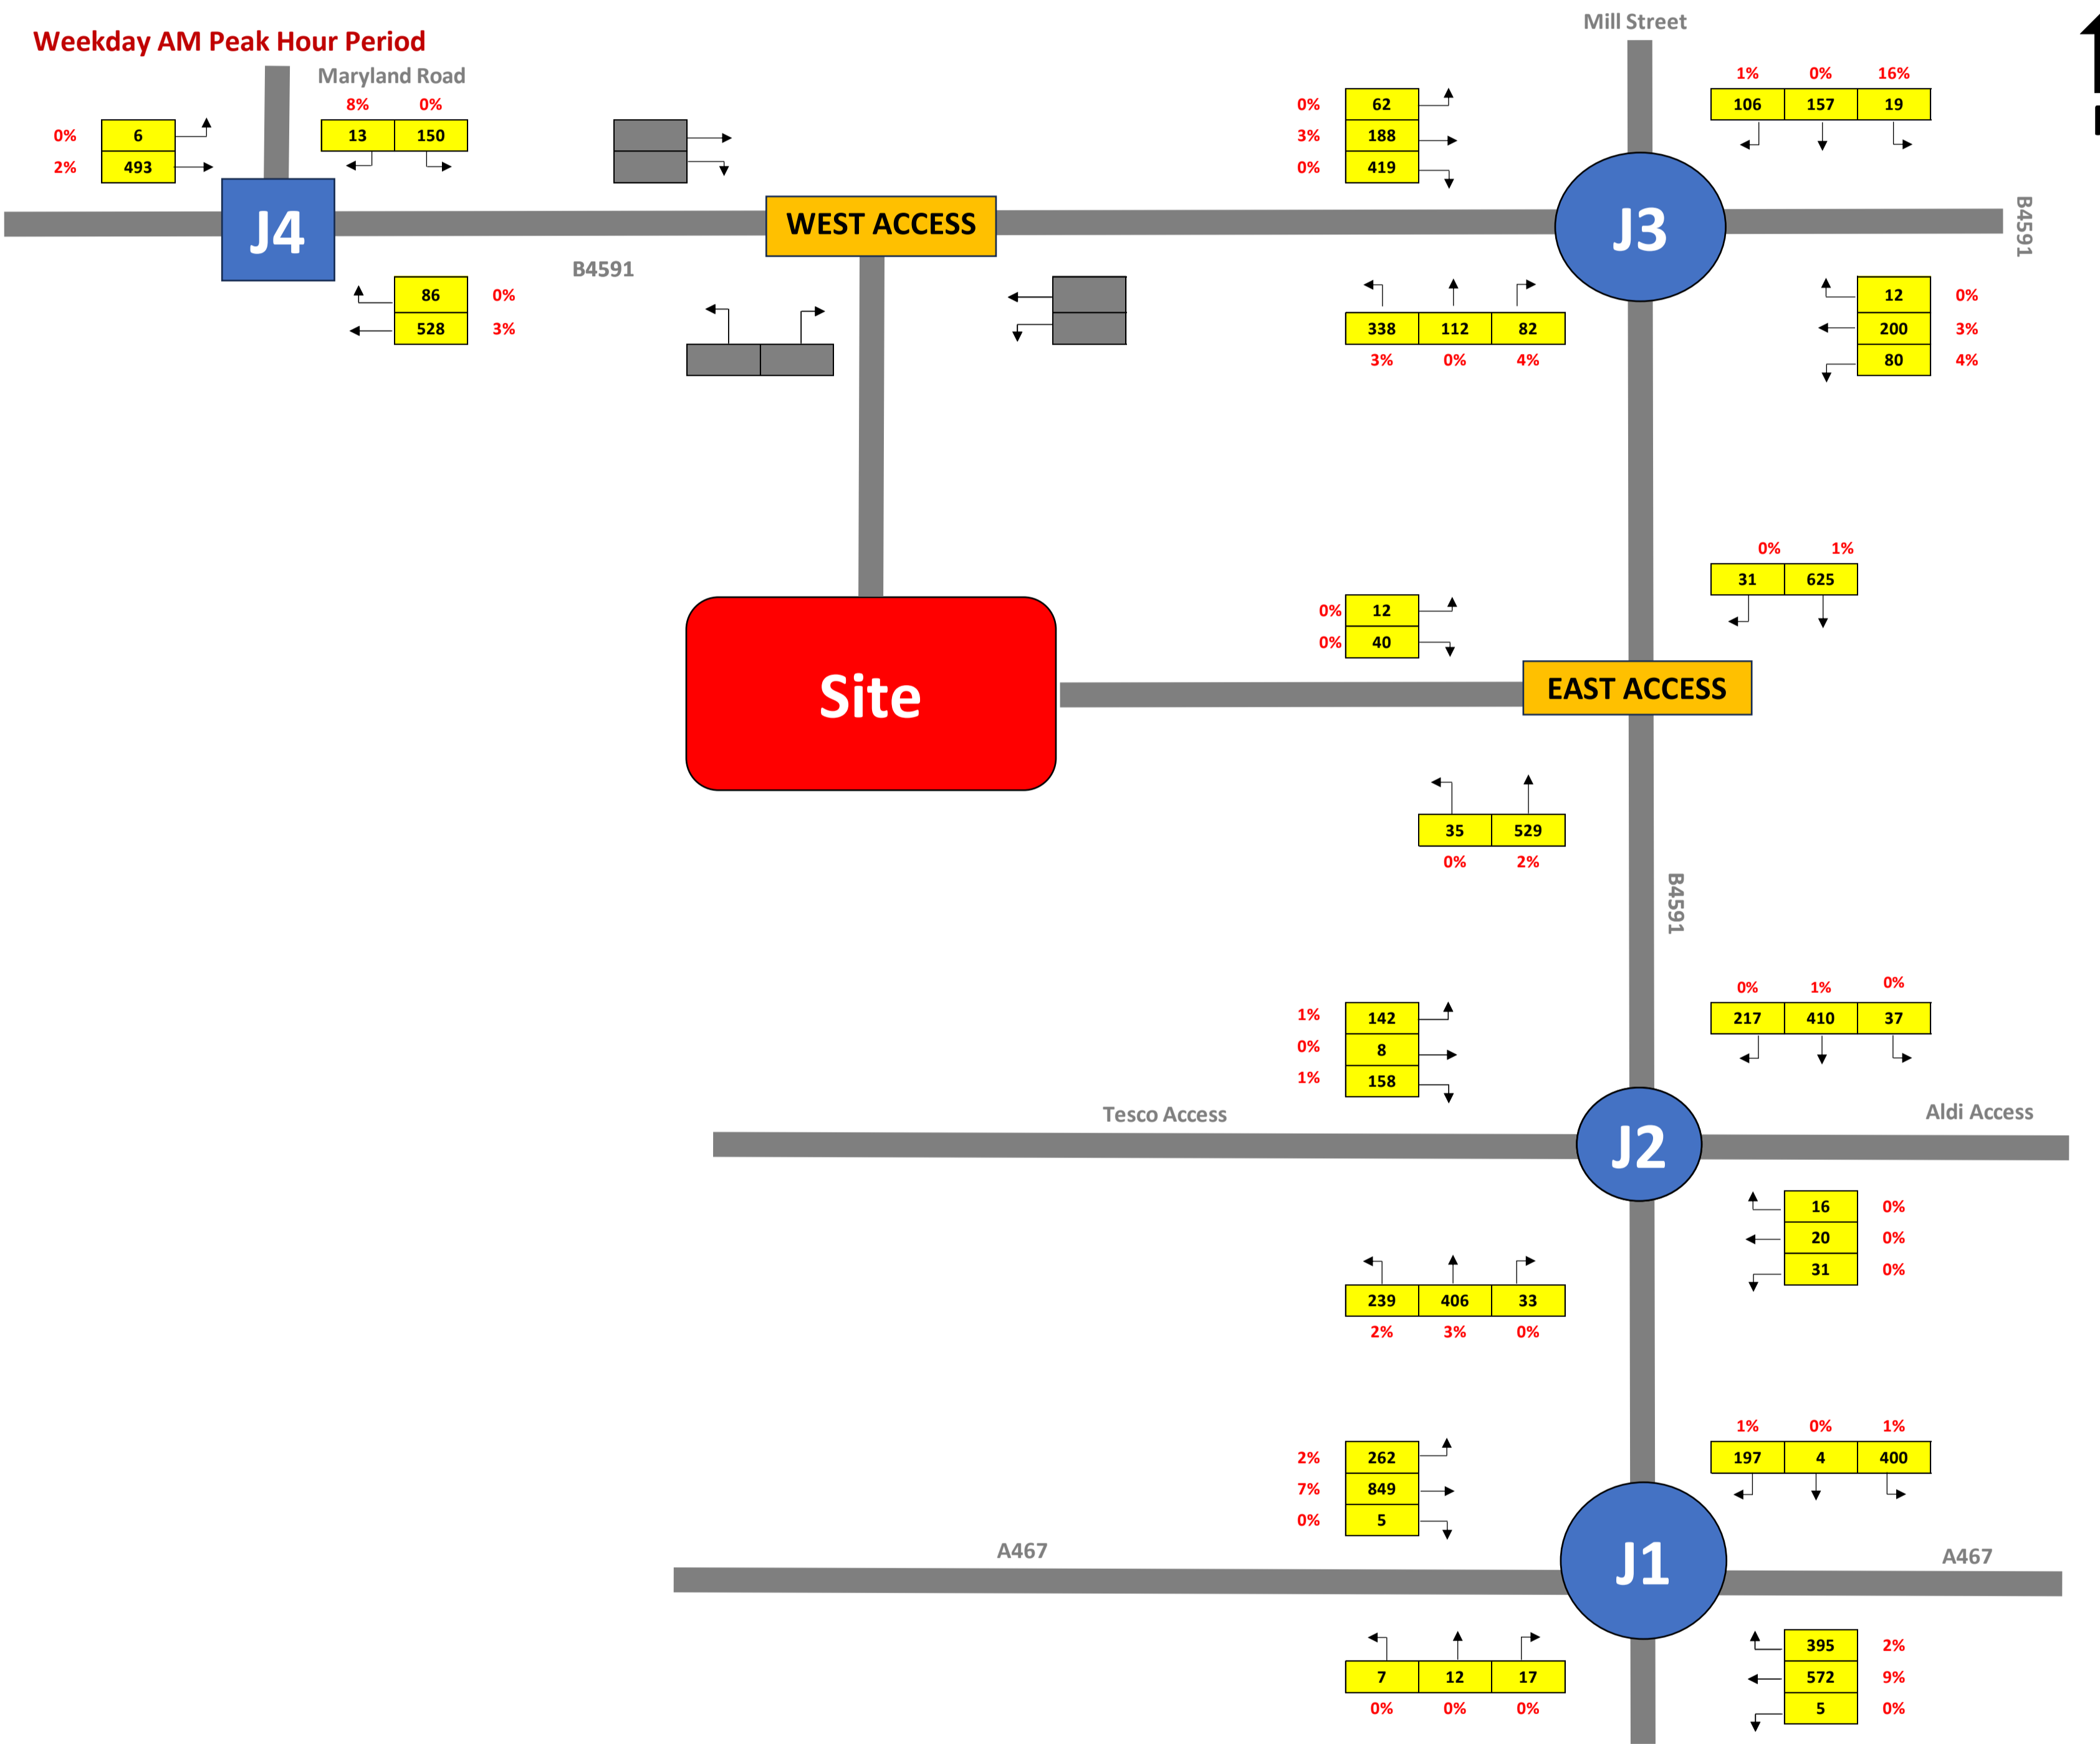 Mill Street
Weekday AM Peak Hour Period
Maryland Road
1% 0% 16%
8% 0%
0% 62
106 157 19
0% 6
13 150
3% 188
2% 493
0% 419
B4591
J4
WEST ACCESS
J3
B4591
86 0%
528 3%
338 112 82
3% 0% 4%
12 0%
200 3%
80 4%
0% 1%
31 625
0% 12
0% 40
Site
EAST ACCESS
35 529
0% 2%
B4591
0% 1% 0%
1% 142
0% 8
1% 158
217 410 37
Tesco Access
Aldi Access
J2
16 0%
20 0%
31 0%
239 406 33
2% 3% 0%
1% 0% 1%
2% 262
7% 849
0% 5
197 4 400
A467
J1
A467
7 12 17
0% 0% 0%
395 2%
572 9%
5 0%